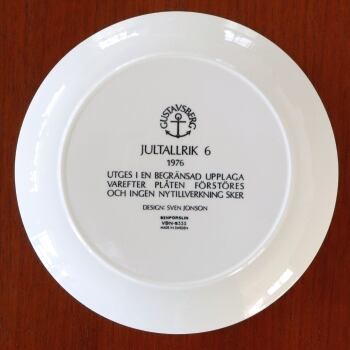 GUSTAVSBERG
JULTALLRIK 6
1976
UTGES I EN BEGRÄNSAD UPPLAGA
VAREFTER PLÅTEN FÖRSTÖRES
OCH INGEN NYTILLVERKNING SKER
DESIGN: SVEN JONSON
BENPORSLIN
MADE IN SWEDEN